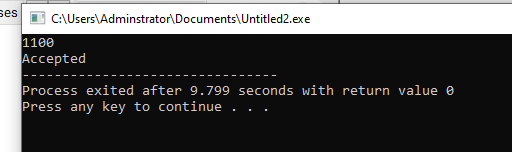 ses
C:\Users\Adminstrator\Documents\Untitled2.exe
1100
Accepted
--------------------------------
Process exited after 9.799 seconds with return value 0
Press any key to continue . . .